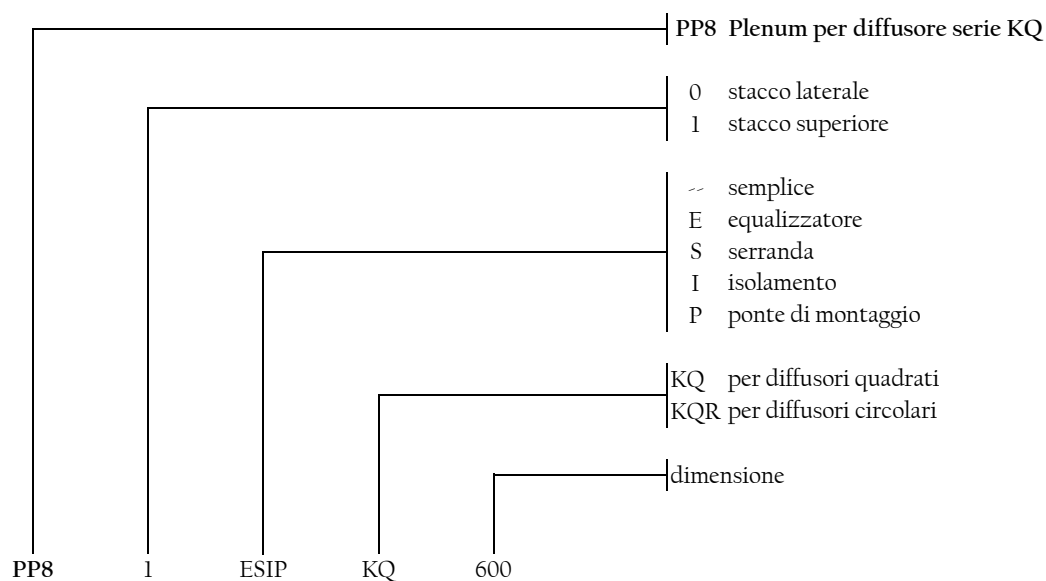 PP8 Plenum per diffusore serie KQ
0 stacco laterale
1 stacco superiore
-- semplice
E equalizzatore
S serranda
I isolamento
P ponte di montaggio
KQ per diffusori quadrati
KQR per diffusori circolari
dimensione
PP8 1 ESIP KQ 600